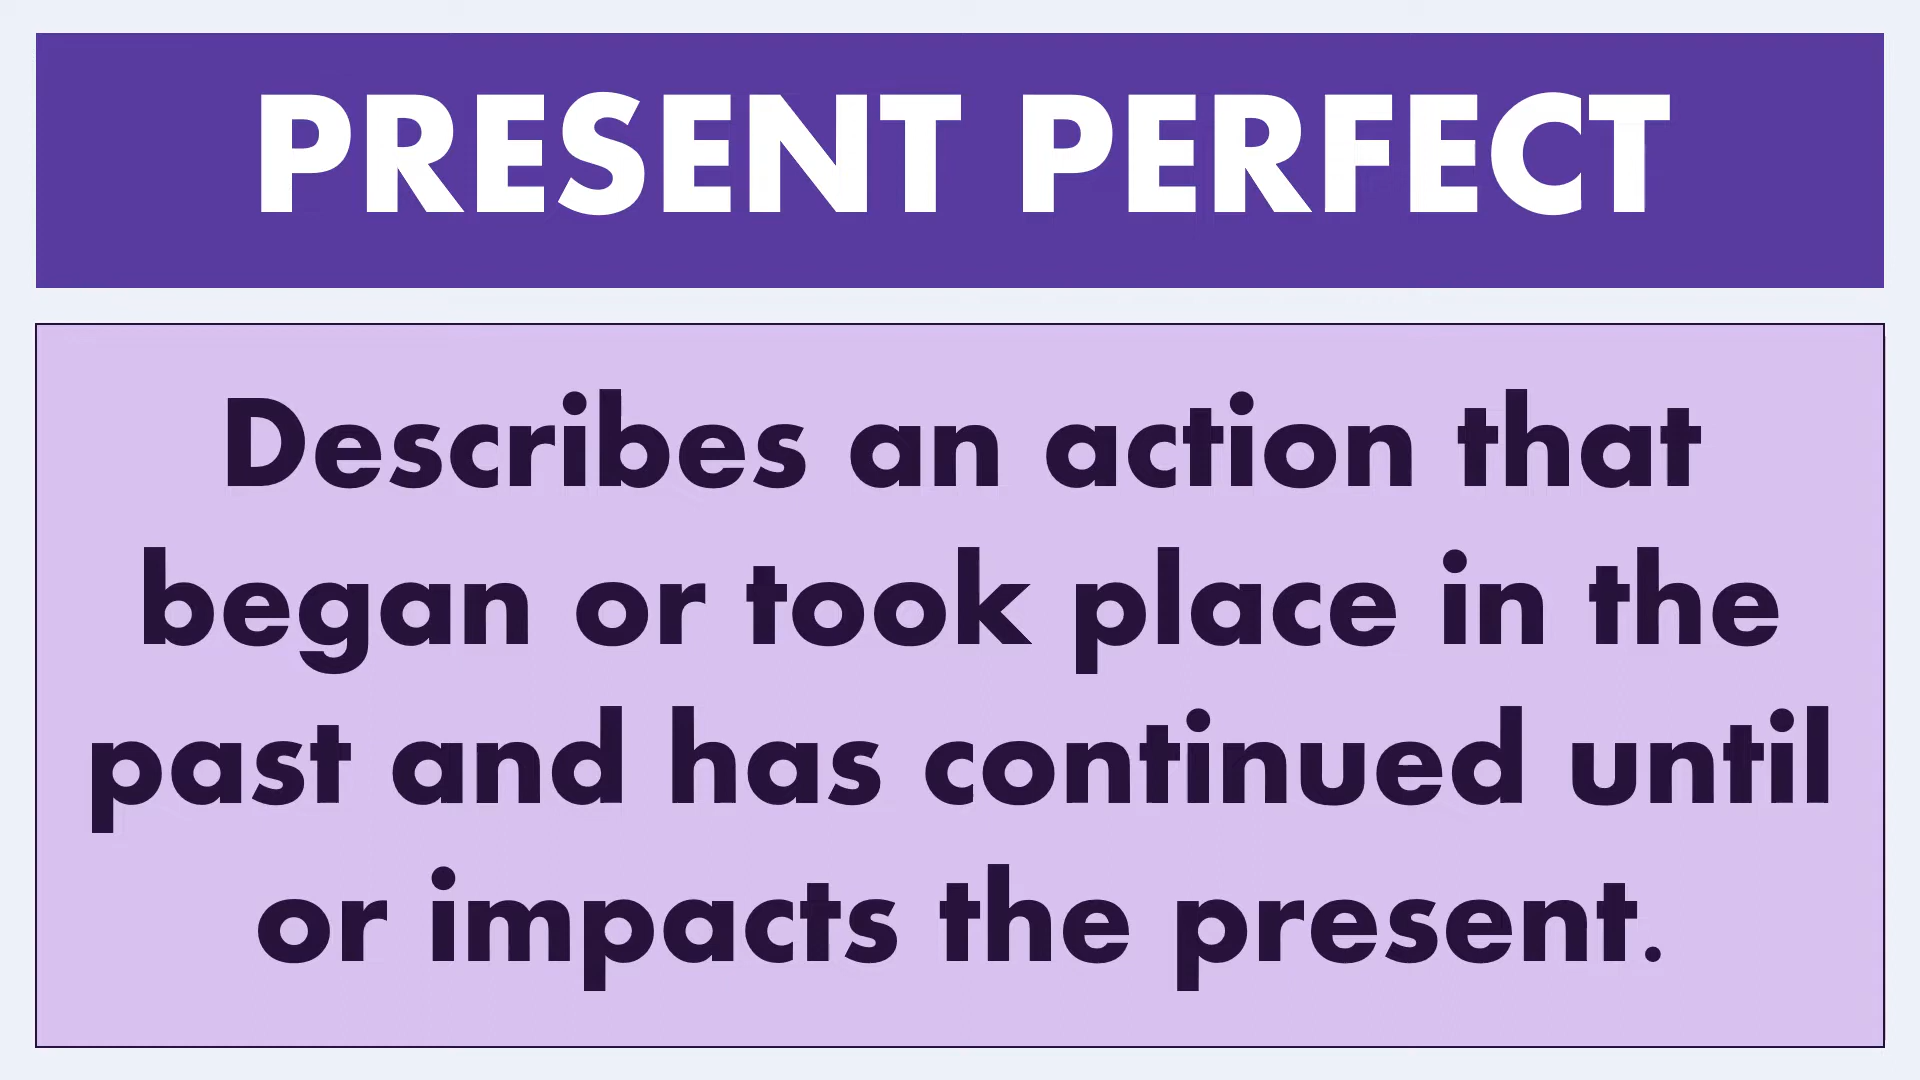 PRESENT PERFECT
Describes an action that
began or took place in the
past and has continued until
or impacts the present.